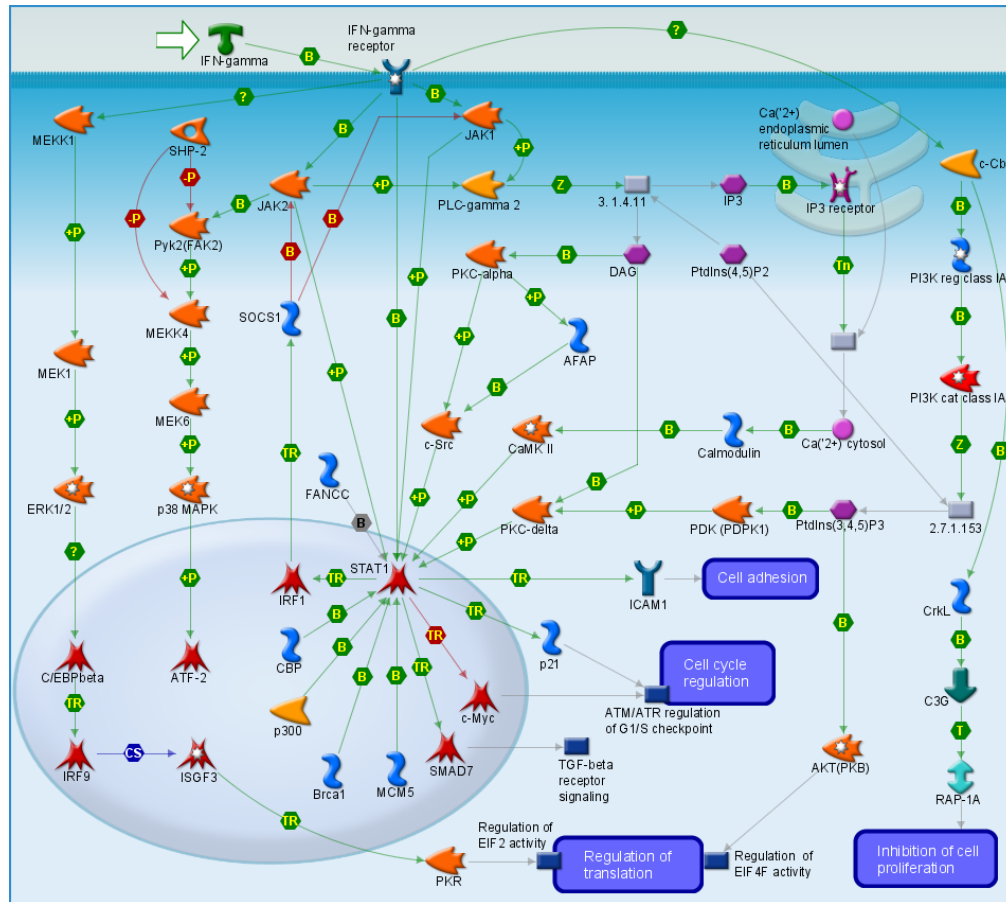 IFN-gamma
B
IFN-gamma
receptor
?
?
B
B
MEKK1
SHP-2
JAK1
Ca('2+)
endoplasmic
reticulum lumen
c-Cb
-P
-P
+P
+P
B
JAK2
+P
PLC-gamma 2
Z
3. 1.4.11
IP3
B
IP3 receptor
B
Pyk2(FAK2)
B
B
PKC-alpha
B
DAG
PtdIns(4,5)P2
Tn
PI3K reg class IA
+P
+P
SOCS1
MEKK4
B
AFAP
B
MEK1
+P
+P
+P
B
PI3K cat class IA
MEK6
c-Src
CaMK II
B
Calmodulin
B
Ca('2+) cytosol
Z
B
+P
+P
TR
FANCC
+P
+P
B
ERK1/2
p38 MAPK
B
+P
PKC-delta
+P
PDK (PDPK1)
B
PtdIns(3,4,5)P3
2.7.1.153
?
+P
STAT1
TR
IRF1
TR
ICAM1
Cell adhesion
CrkL
B
CBP
B
TR
TR
p21
B
B
C/EBPbeta
ATF-2
B
B
TR
Cell cycle
regulation
C3G
TR
p300
c-Myc
ATM/ATR regulation
of G1/S checkpoint
T
IRF9
CS
ISGF3
Brca1
MCM5
SMAD7
TGF-beta
receptor
signaling
AKT(PKB)
RAP-1A
TR
PKR
Regulation of
EIF2 activity
Regulation of
translation
Regulation of
EIF4F activity
Inhibition of cell
proliferation